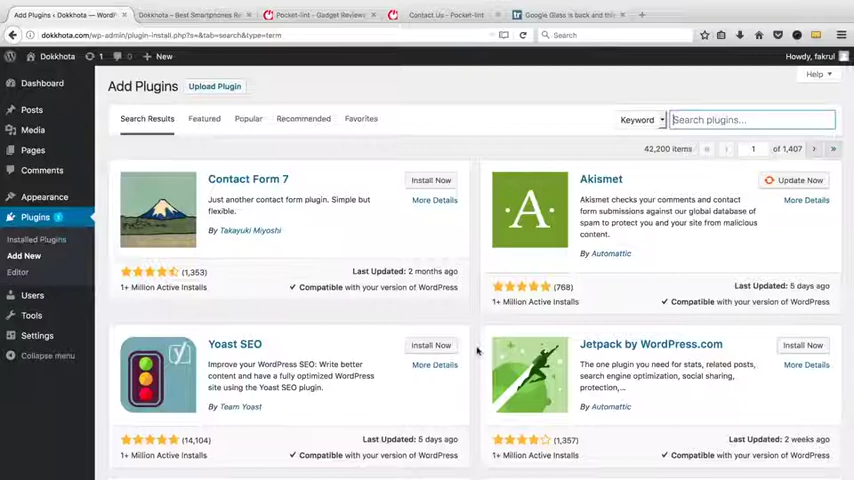 Add Plugins ‹ Dokkhota — Wor...
Dokkhota – Best Smartphones R...
Pocket-lint - Gadget Reviews...
Contact Us - Pocket-lint
Google Glass is back and thi...
dokkhota.com/wp-admin/plugin-install.php?s=&tab=search&type=term
Search
Dokkhota 1 0 + New
Howdy, fakrul
Help
Dashboard
Posts
Media
Pages
Comments
Appearance
Plugins 1
Installed Plugins
Add New
Editor
Users
Tools
Settings
Collapse menu
Add Plugins Upload Plugin
Search Results Featured Popular Recommended Favorites
Keyword Search plugins...
42,200 items « ‹ 1 of 1,407 › »
Contact Form 7
Install Now
More Details
Just another contact form plugin. Simple but
flexible.
By Takayuki Miyoshi
(1,353)
1+ Million Active Installs
Last Updated: 2 months ago
✓ Compatible with your version of WordPress
A
Akismet
Update Now
More Details
Akismet checks your comments and contact
form submissions against our global database of
spam to protect you and your site from malicious
content.
By Automattic
(768)
1+ Million Active Installs
Last Updated: 5 days ago
✓ Compatible with your version of WordPress
Yoast SEO
Install Now
More Details
Improve your WordPress SEO: Write better
content and have a fully optimized WordPress
site using the Yoast SEO plugin.
By Team Yoast
(14,104)
1+ Million Active Installs
Last Updated: 5 days ago
✓ Compatible with your version of WordPress
Jetpack by WordPress.com
Install Now
More Details
The one plugin you need for stats, related posts,
search engine optimization, social sharing,
protection,...
By Automattic
(1,357)
1+ Million Active Installs
Last Updated: 2 weeks ago
✓ Compatible with your version of WordPress